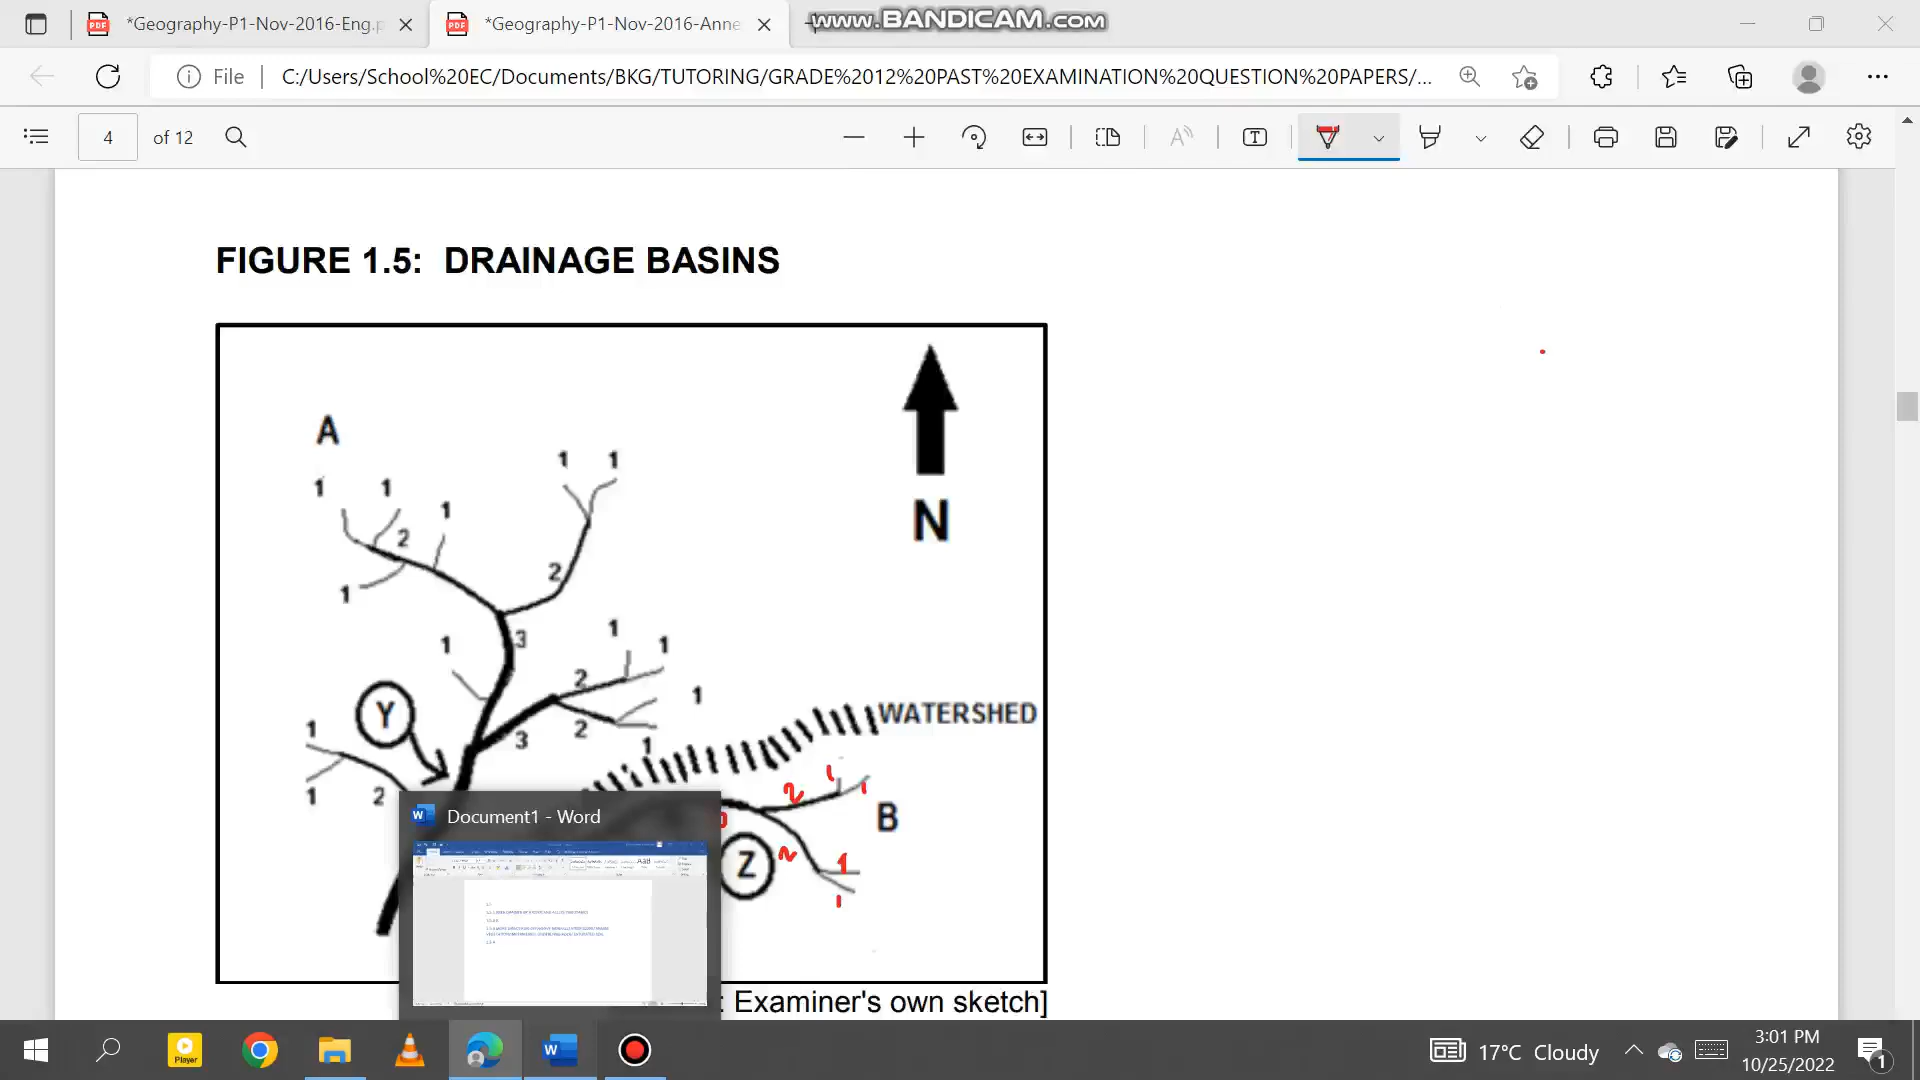 *Geography-P1-Nov-2016-Eng.p
*Geography-P1-Nov-2016-Anne
www.BANDICAM.com
File
C:/Users/School%20EC/Documents/BKG/TUTORING/GRADE%2012%20PAST%20EXAMINATION%20QUESTION%20PAPERS/...
4
of 12
FIGURE 1.5: DRAINAGE BASINS
A
N
1 1
1 1 1
2
1
2
3
1
1 1
2
1
Y
2
3
1
1
WATERSHED
1
2
2
1
1
B
Z
2
1
1
Document1 - Word
: Examiner's own sketch]
Player
17°C Cloudy
3:01 PM
10/25/2022
1